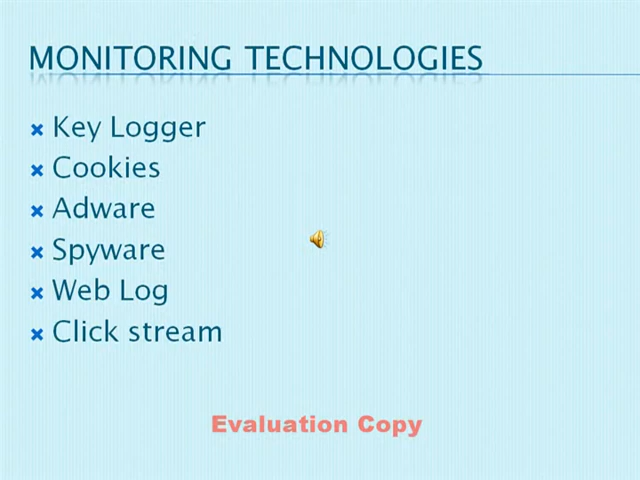 MONITORING TECHNOLOGIES
Key Logger
Cookies
Adware
Spyware
Web Log
Click stream
Evaluation Copy